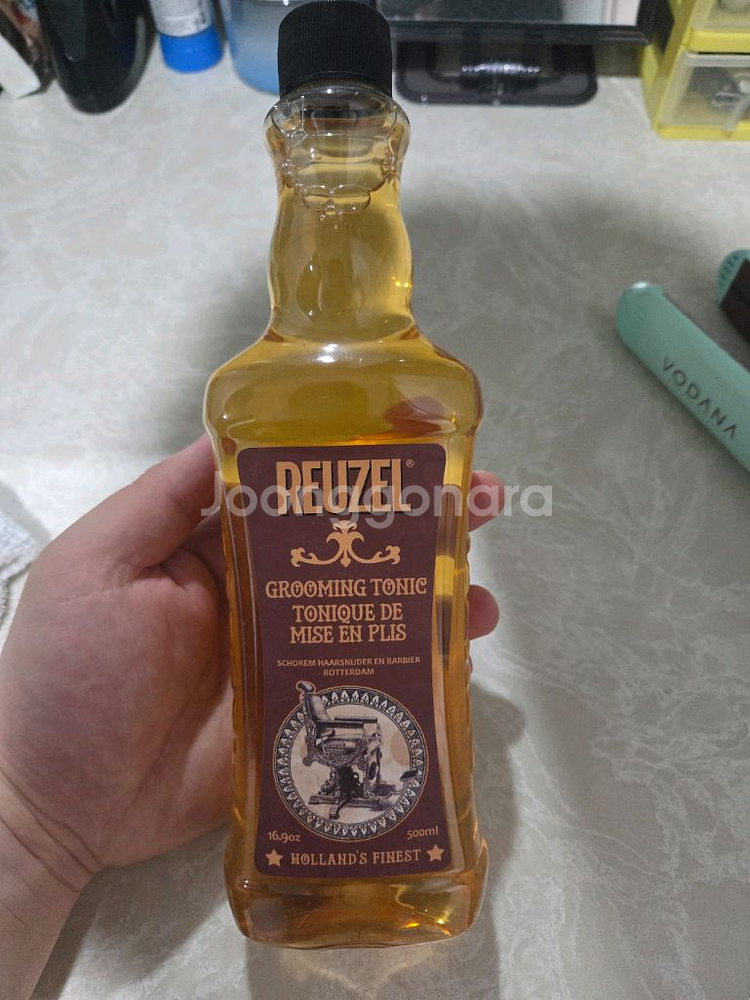 REUZEL®
Joonggonara
GROOMING TONIC
TONIQUE DE
MISE EN PLIS
SCHOREM HAARSNIJDER EN BARBIER
ROTTERDAM
16.9oz 500ml
HOLLAND'S FINEST
VODANA